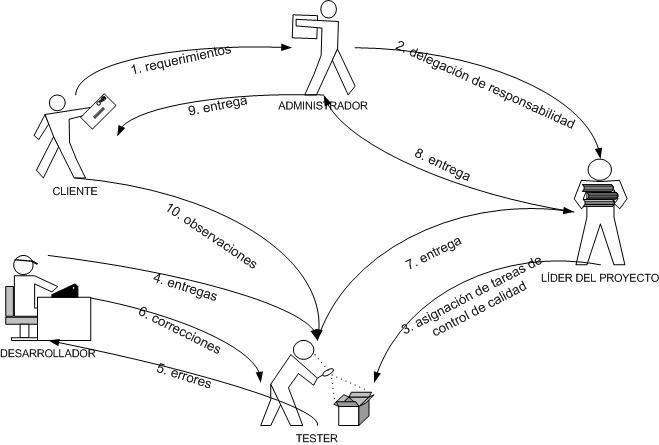 1. requerimientos
2. delegación de responsabilidad
9. entrega
ADMINISTRADOR
8. entrega
CLIENTE
10. observaciones
7. entrega
LÍDER DEL PROYECTO
4. entregas
3. asignación de tareas de
control de calidad
6. correcciones
DESARROLLADOR
5. errores
TESTER